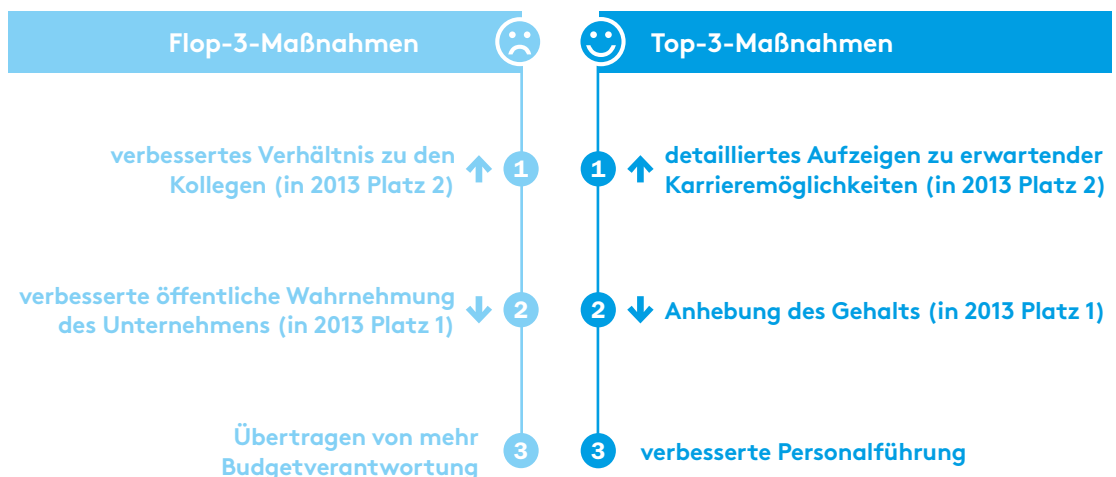 Flop-3-Maßnahmen
verbessertes Verhältnis zu den
Kollegen (in 2013 Platz 2)
1
verbesserte öffentliche Wahrnehmung
des Unternehmens (in 2013 Platz 1)
2
Übertragen von mehr
Budgetverantwortung
3
Top-3-Maßnahmen
1
detailliertes Aufzeigen zu erwartender
Karrieremöglichkeiten (in 2013 Platz 2)
2
Anhebung des Gehalts (in 2013 Platz 1)
3
verbesserte Personalführung